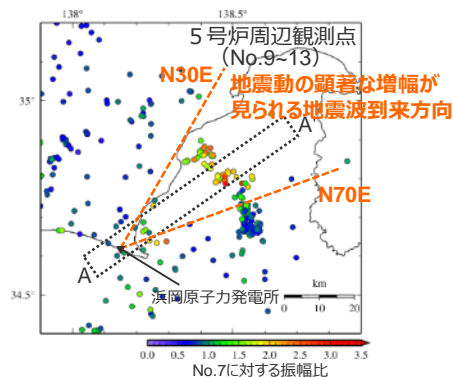 138°
138.5°
５号炉周辺観測点
（No.9~13）
N30E
地震動の顕著な増幅が
見られる地震波到来方向
35°
A
N70E
A
浜岡原子力発電所
34.5°
km
0 10 20
0.0 0.5 1.0 1.5 2.0 2.5 3.0 3.5
No.7に対する振幅比